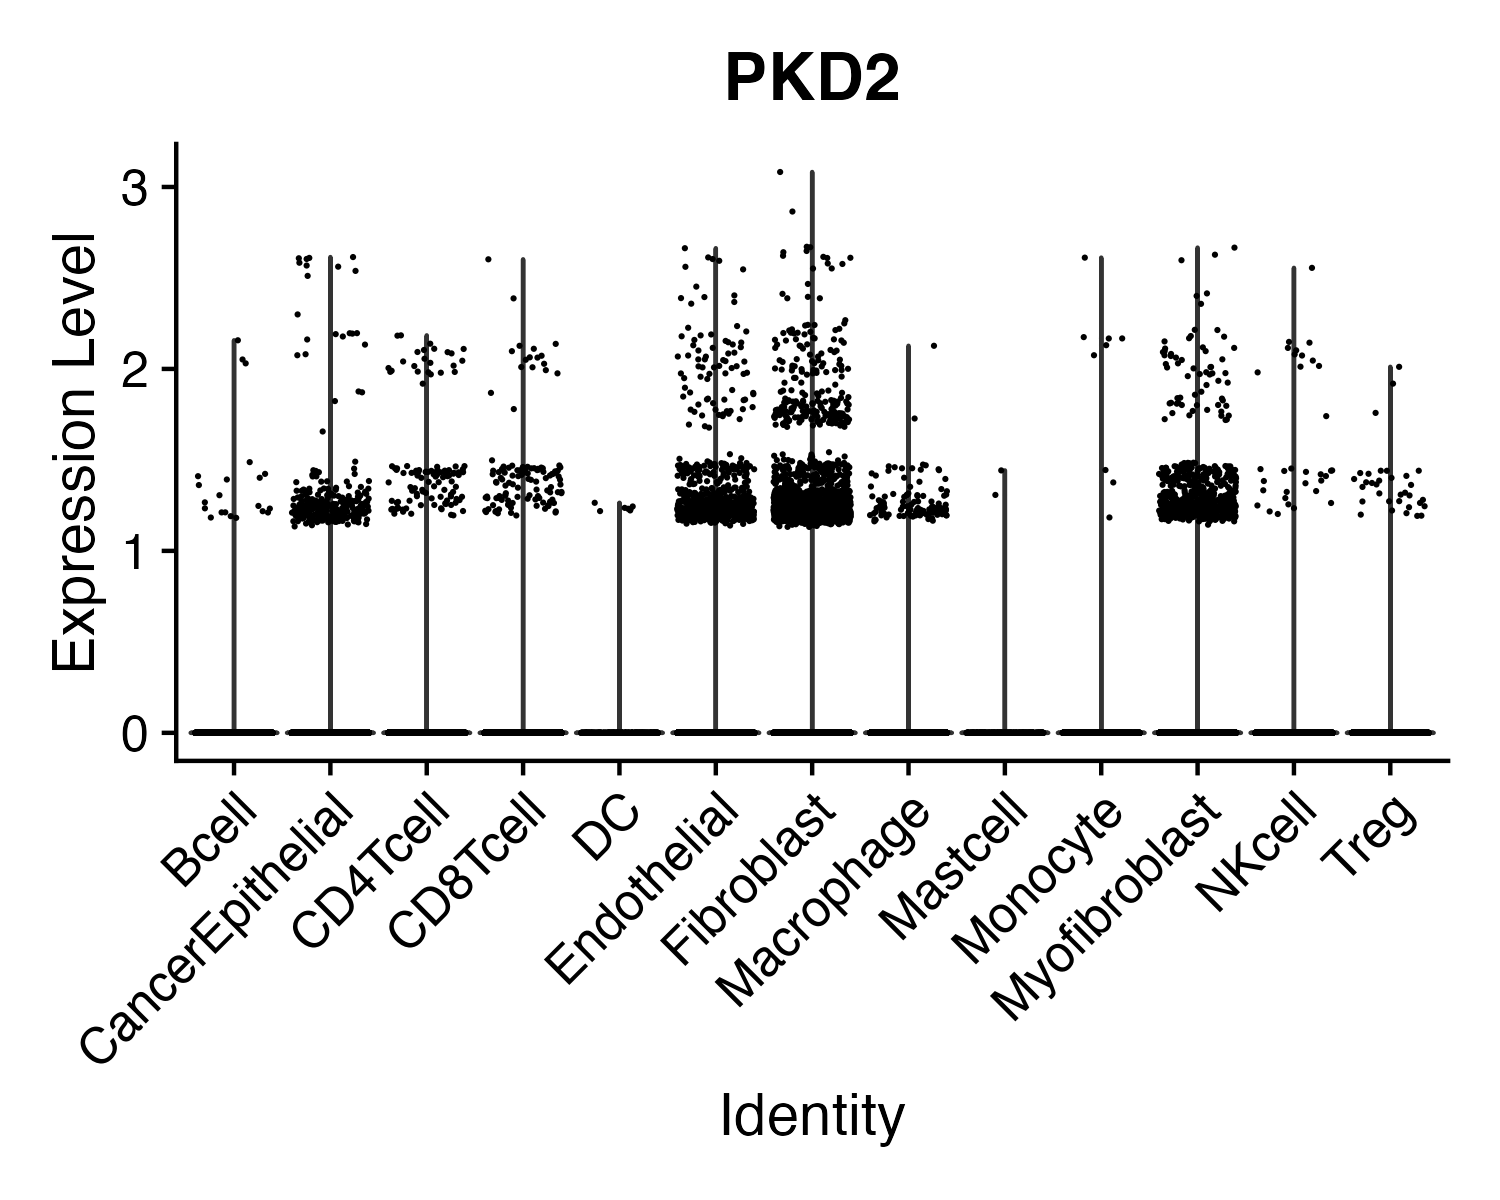 PKD2
Expression Level
3
2
1
0
Bcell
CancerEpithelial
CD4Tcell
CD8Tcell
DC
Endothelial
Fibroblast
Macrophage
Mastcell
Monocyte
Myofibroblast
NKcell
Treg
Identity